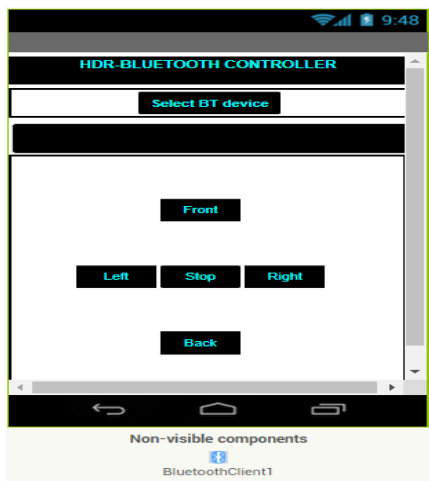 9:48
HDR-BLUETOOTH CONTROLLER
Select BT device
Front
Left Stop Right
Back
Non-visible components
BluetoothClient1